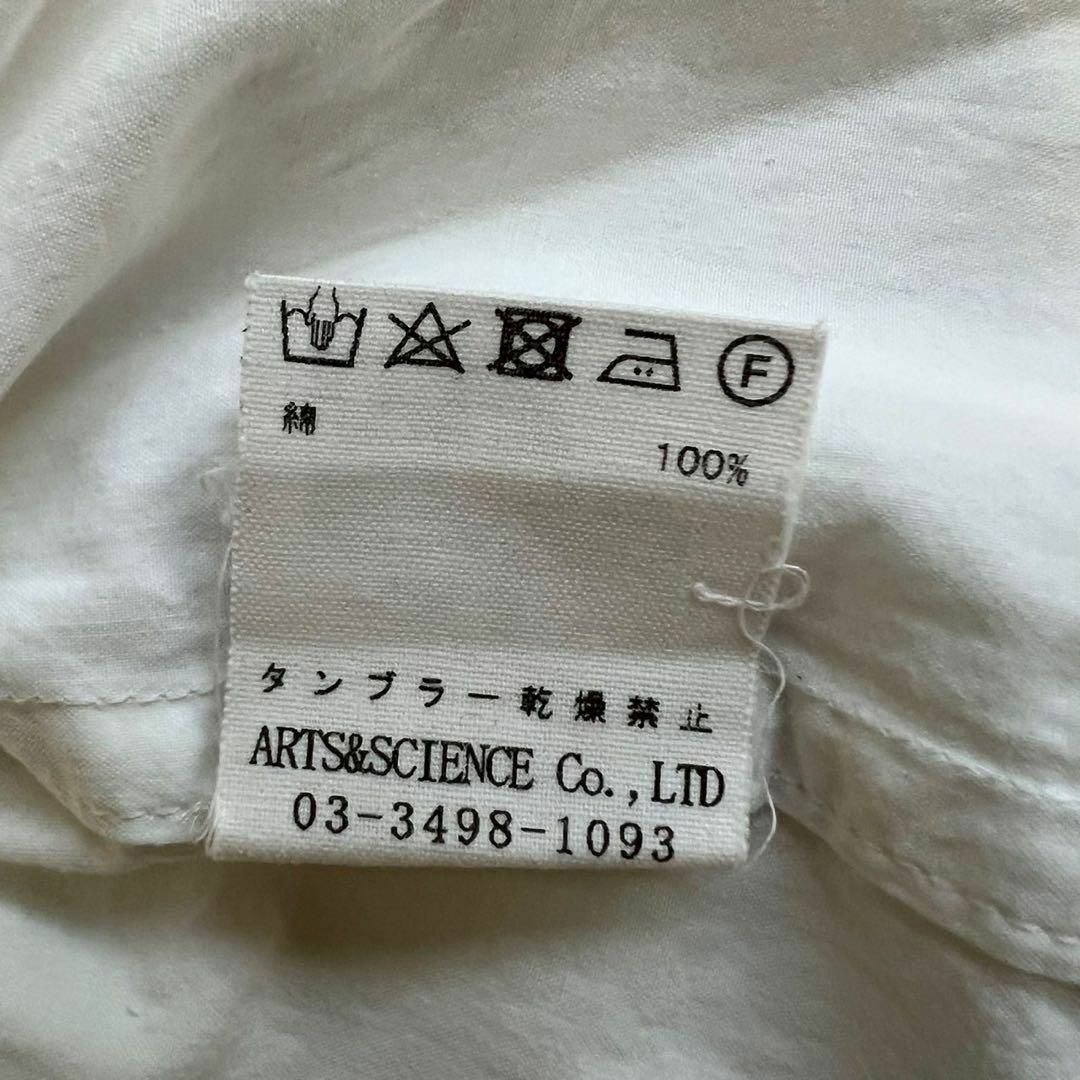 F
綿
100%
タンブラー乾燥禁止
ARTS&SCIENCE Co.,LTD
03-3498-1093